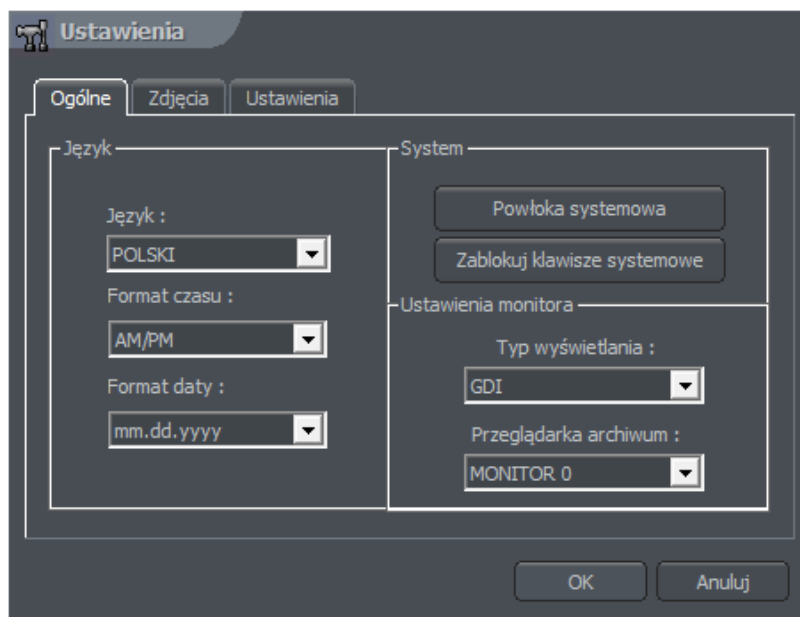 Ustawienia
Ogólne
Zdjęcia
Ustawienia
Język
Język :
POLSKI
Format czasu :
AM/PM
Format daty :
mm.dd.yyyy
System
Powłoka systemowa
Zablokuj klawisze systemowe
Ustawienia monitora
Typ wyświetlania :
GDI
Przeglądarka archiwum :
MONITOR 0
OK
Anuluj